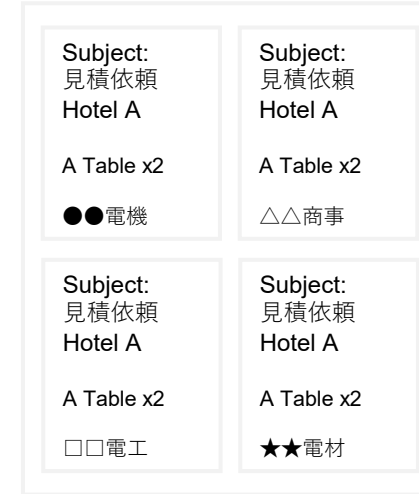 Subject:
見積依頼
Hotel A
A Table x2
●●電機
Subject:
見積依頼
Hotel A
A Table x2
△△商事
Subject:
見積依頼
Hotel A
A Table x2
□□電工
Subject:
見積依頼
Hotel A
A Table x2
★★電材